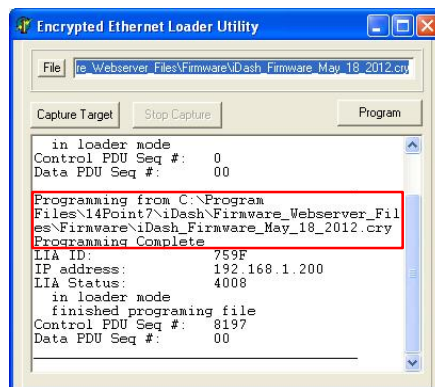 Encrypted Ethernet Loader Utility
File re_Webserver_Files\Firmware\iDash_Firmware_May_18_2012.cry
Capture Target Stop Capture Program
in loader mode
Control PDU Seq #: 0
Data PDU Seq #: 00
Programming from C:\Program
Files\14Point7\iDash\Firmware_Webserver_Fil
es\Firmware\iDash_Firmware_May_18_2012.cry
Programming Complete
LIA ID: 759F
IP address: 192.168.1.200
LIA Status: 4008
in loader mode
finished programing file
Control PDU Seq #: 8197
Data PDU Seq #: 00